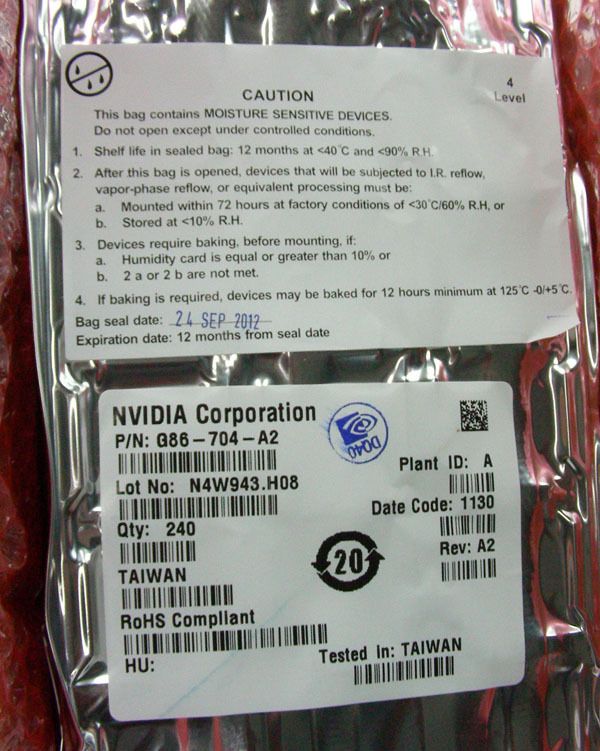 4
Level
CAUTION
This bag contains MOISTURE SENSITIVE DEVICES.
Do not open except under controlled conditions.
1. Shelf life in sealed bag: 12 months at <40°C and <90% R.H.
2. After this bag is opened, devices that will be subjected to I.R. reflow,
vapor-phase reflow, or equivalent processing must be:
a. Mounted within 72 hours at factory conditions of <30°C/60% R.H, or
b. Stored at <10% R.H.
3. Devices require baking, before mounting, if:
a. Humidity card is equal or greater than 10% or
b. 2 a or 2 b are not met.
4. If baking is required, devices may be baked for 12 hours minimum at 125°C -0/+5°C.
Bag seal date: 24 SEP 2012
Expiration date: 12 months from seal date
NVIDIA Corporation
P/N: G86-704-A2
DQ40
Lot No: N4W943.H08
Qty: 240
TAIWAN
RoHS Compliant
HU:
20
Plant ID: A
Date Code: 1130
Rev: A2
Tested In: TAIWAN